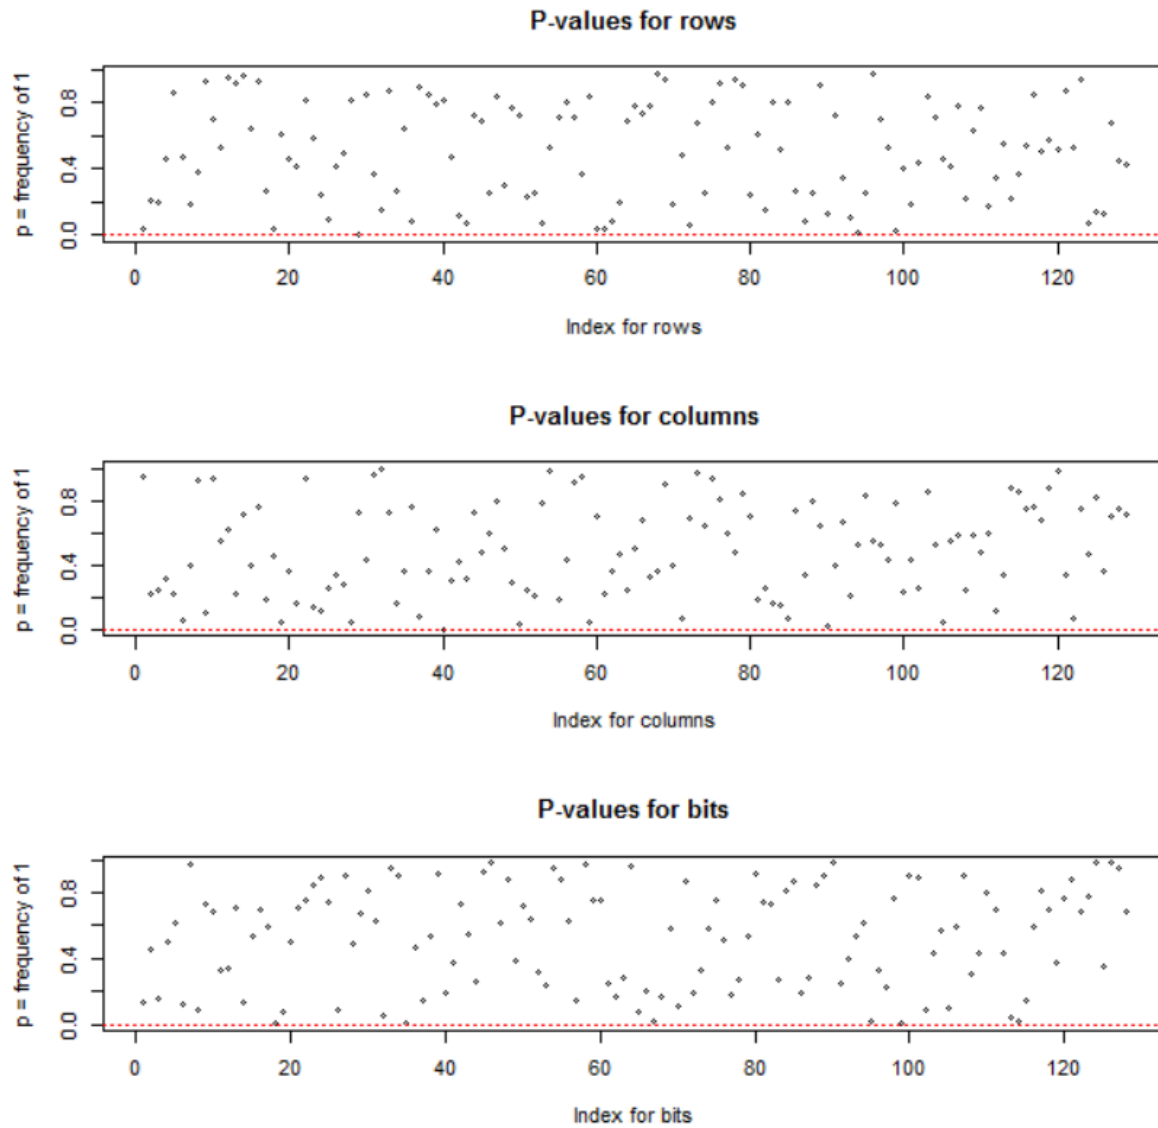 P-values for rows
p = frequency of 1
0.0 0.4 0.8
0 20 40 60 80 100 120
Index for rows
P-values for columns
p = frequency of 1
0.0 0.4 0.8
0 20 40 60 80 100 120
Index for columns
P-values for bits
p = frequency of 1
0.0 0.4 0.8
0 20 40 60 80 100 120
Index for bits